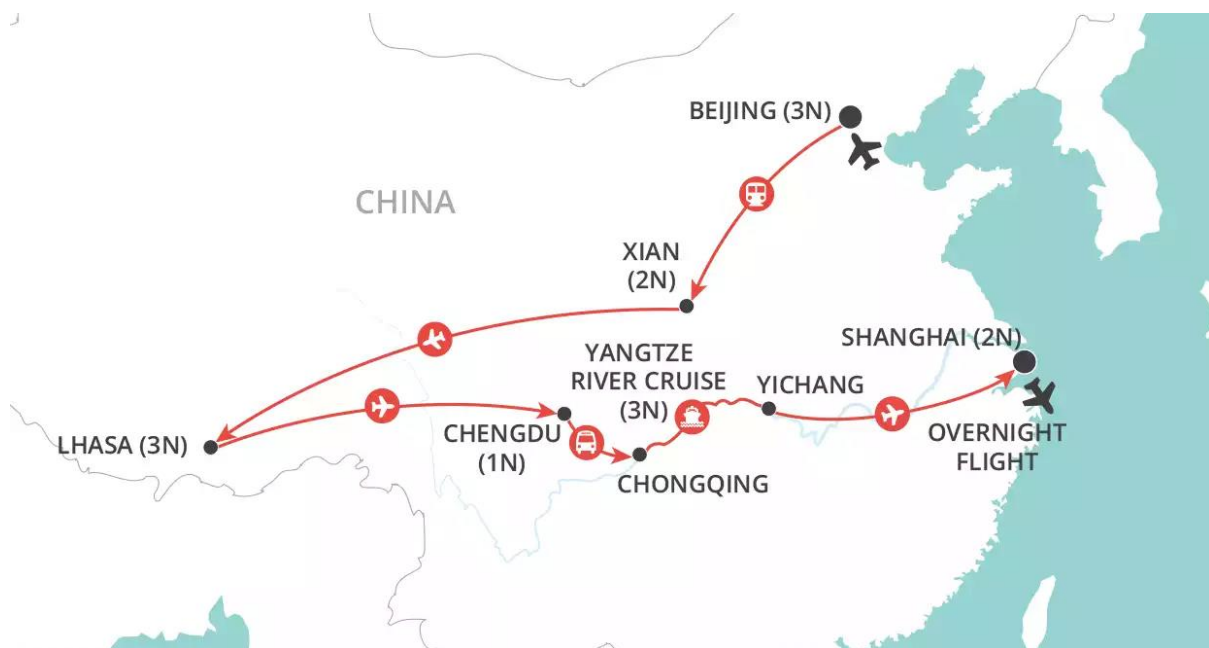 BEIJING (3N)
CHINA
XIAN
(2N)
SHANGHAI (2N)
YANGTZE
RIVER CRUISE
(3N)
YICHANG
LHASA (3N)
CHENGDU
(1N)
CHONGQING
OVERNIGHT
FLIGHT